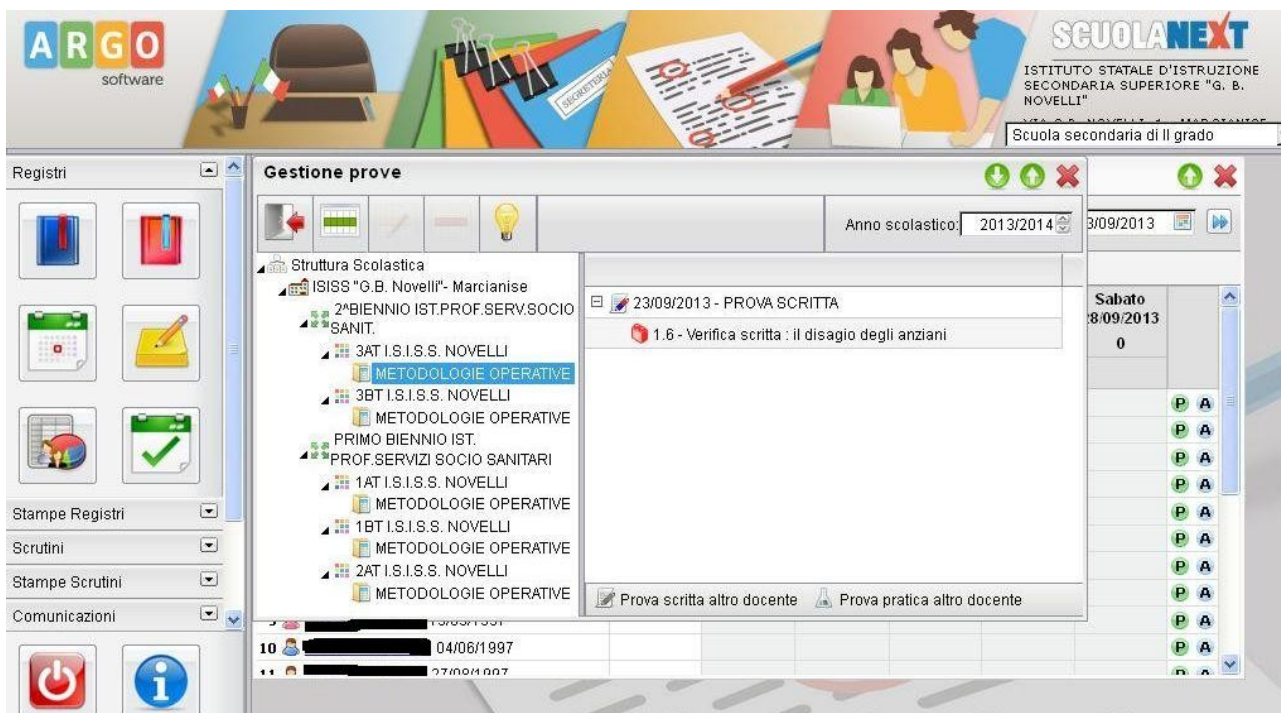 ARGO
software
SEGRETERIA
SCUOLANEXT
ISTITUTO STATALE D'ISTRUZIONE
SECONDARIA SUPERIORE "G. B.
NOVELLI"
Scuola secondaria di II grado
Registri
Gestione prove
Anno scolastico: 2013/2014
3/09/2013
Struttura Scolastica
ISISS "G.B. Novelli"- Marcianise
2^BIENNIO IST.PROF.SERV.SOCIO
SANIT.
3AT I.S.I.S.S. NOVELLI
METODOLOGIE OPERATIVE
3BT I.S.I.S.S. NOVELLI
METODOLOGIE OPERATIVE
PRIMO BIENNIO IST.
PROF.SERVIZI SOCIO SANITARI
1AT I.S.I.S.S. NOVELLI
METODOLOGIE OPERATIVE
1BT I.S.I.S.S. NOVELLI
METODOLOGIE OPERATIVE
2AT I.S.I.S.S. NOVELLI
METODOLOGIE OPERATIVE
23/09/2013 - PROVA SCRITTA
1.6 - Verifica scritta : il disagio degli anziani
Prova scritta altro docente Prova pratica altro docente
Sabato
28/09/2013
0
P A
P A
P A
P A
P A
P A
P A
P A
P A
10 04/06/1997 P A
Stampe Registri
Scrutini
Stampe Scrutini
Comunicazioni